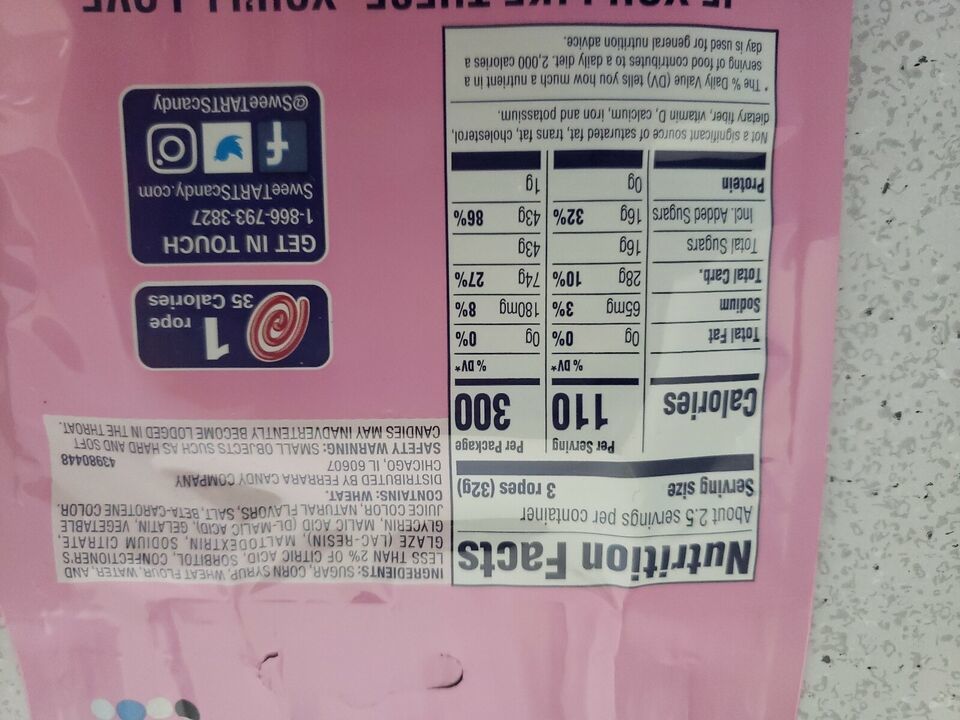 Nutrition Facts
About 2.5 servings per container
Serving size 3 ropes (32g)
Per Serving Per Package
Calories 110 300
% DV* % DV*
Total Fat 0g 0% 0g 0%
Sodium 65mg 3% 180mg 8%
Total Carb. 28g 10% 74g 27%
Total Sugars 16g 43g
Incl. Added Sugars 16g 32% 43g 86%
Protein 0g 1g
Not a significant source of saturated fat, trans fat, cholesterol,
dietary fiber, vitamin D, calcium, iron and potassium.
* The % Daily Value (DV) tells you how much a nutrient in a
serving of food contributes to a daily diet. 2,000 calories a
day is used for general nutrition advice.
INGREDIENTS: SUGAR, CORN SYRUP, WHEAT FLOUR, WATER, AND
LESS THAN 2% OF CITRIC ACID, SORBITOL, CONFECTIONER'S
GLAZE (LAC-RESIN), MALTODEXTRIN, SODIUM CITRATE,
GLYCERIN, MALIC ACID (DL-MALIC ACID), GELATIN, VEGETABLE
JUICE COLOR, NATURAL FLAVORS, SALT, BETA-CAROTENE COLOR.
CONTAINS: WHEAT.
DISTRIBUTED BY FERRARA CANDY COMPANY
CHICAGO, IL 60607 43980448
SAFETY WARNING: SMALL OBJECTS SUCH AS HARD AND SOFT
CANDIES MAY INADVERTENTLY BECOME LODGED IN THE THROAT.
1 rope
35 Calories
GET IN TOUCH
1-866-793-3827
SweeTARTScandy.com
@SweeTARTScandy
IF YOU LIKE THESE, YOU'LL LOVE